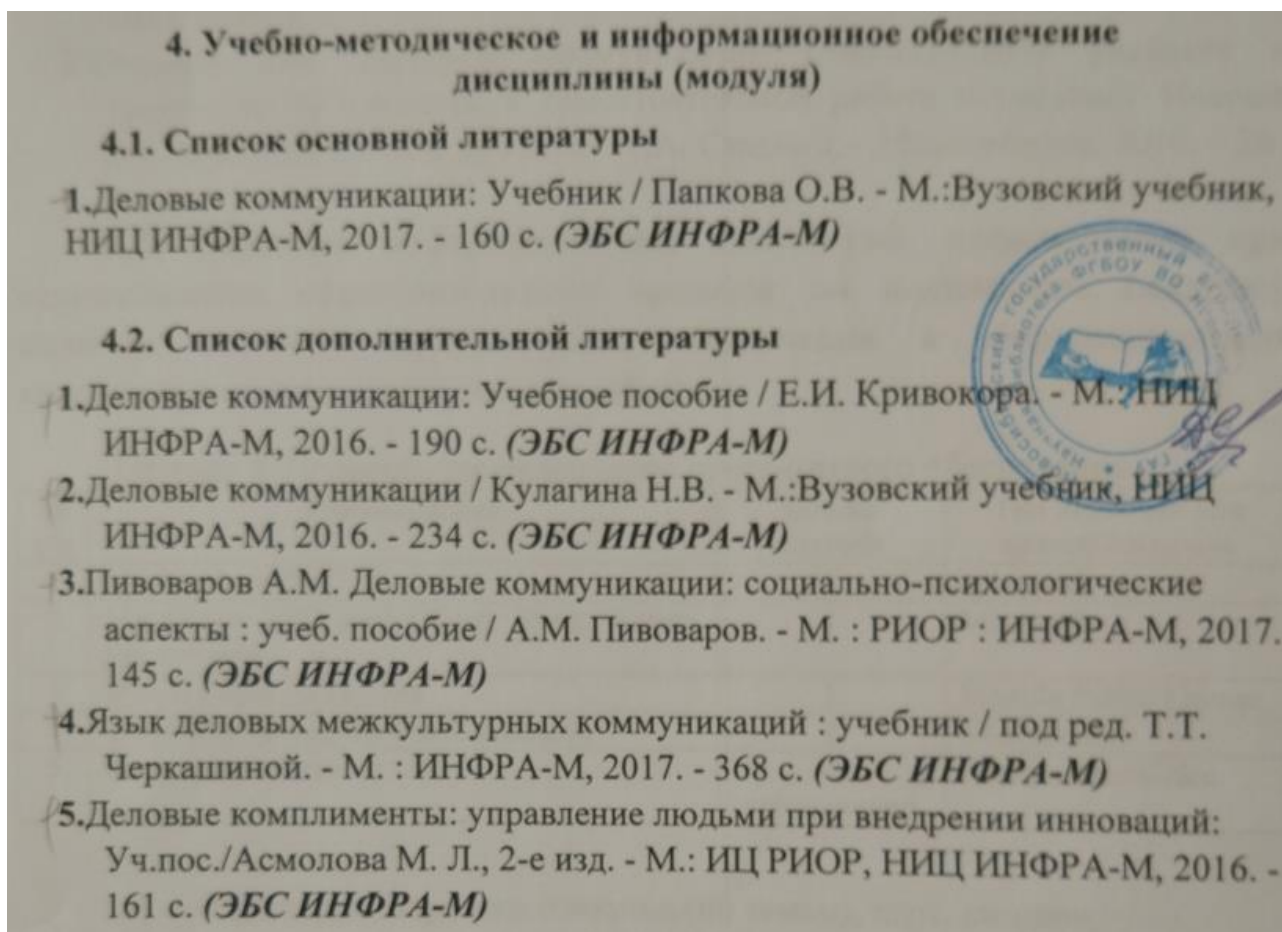 4. Учебно-методическое и информационное обеспечение
дисциплины (модуля)
4.1. Список основной литературы
1.Деловые коммуникации: Учебник / Папкова О.В. - М.:Вузовский учебник,
НИЦ ИНФРА-М, 2017. - 160 с. (ЭБС ИНФРА-М)
4.2. Список дополнительной литературы
1.Деловые коммуникации: Учебное пособие / Е.И. Кривокора. - М.: НИЦ
ИНФРА-М, 2016. - 190 с. (ЭБС ИНФРА-М)
2.Деловые коммуникации / Кулагина Н.В. - М.:Вузовский учебник, НИЦ
ИНФРА-М, 2016. - 234 с. (ЭБС ИНФРА-М)
3.Пивоваров А.М. Деловые коммуникации: социально-психологические
аспекты : учеб. пособие / А.М. Пивоваров. - М. : РИОР : ИНФРА-М, 2017.
145 с. (ЭБС ИНФРА-М)
4.Язык деловых межкультурных коммуникаций : учебник / под ред. Т.Т.
Черкашиной. - М. : ИНФРА-М, 2017. - 368 с. (ЭБС ИНФРА-М)
5.Деловые комплименты: управление людьми при внедрении инноваций:
Уч.пос./Асмолова М. Л., 2-е изд. - М.: ИЦ РИОР, НИЦ ИНФРА-М, 2016. -
161 с. (ЭБС ИНФРА-М)
государственный
библиотека ФГБОУ ВО